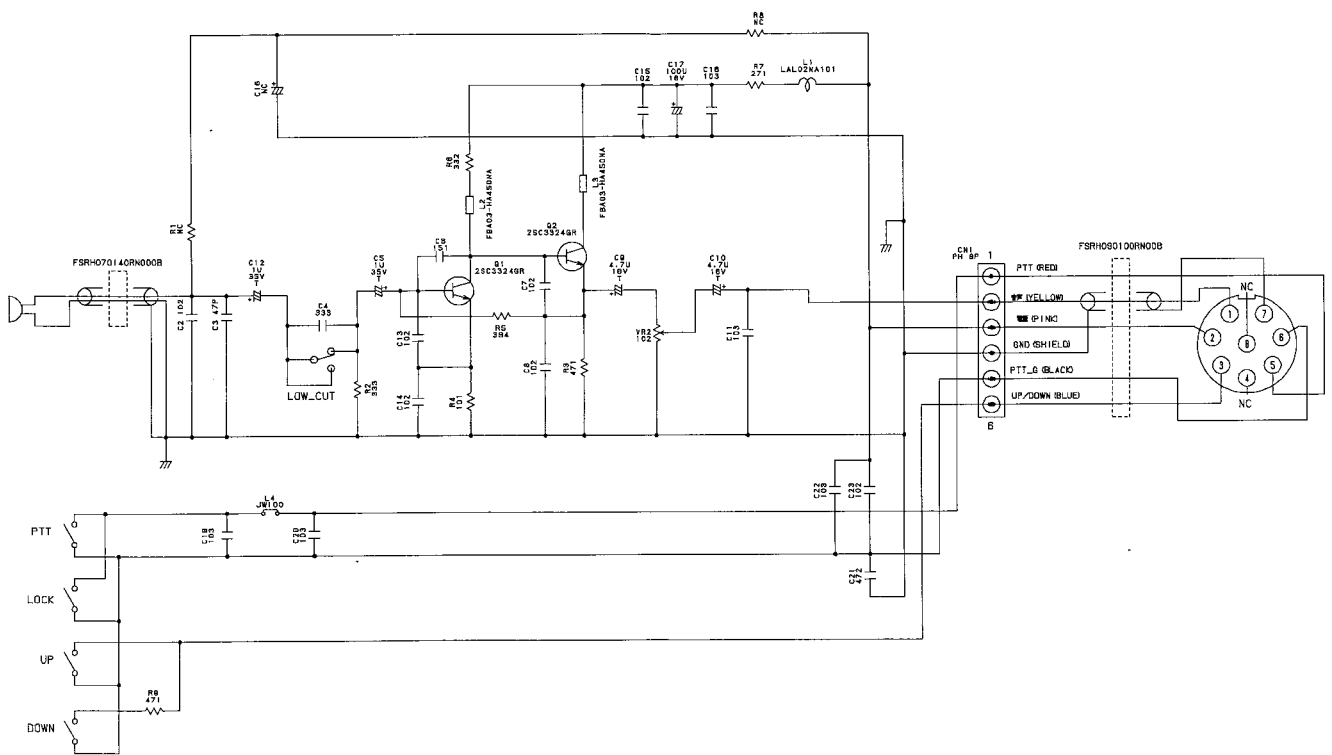 R8
NC
C16
NC
C15
102
C17
100U
16V
C18
103
R7
271
L1
LAL02NA101
R6
332
L2
FBA03-HA450NA
L3
FBA03-HA450NA
R1
NC
FSRH070140RN000B
C12
1U
35V
T
C2 102
C3 47P
C4
333
LOW_CUT
R2
333
C5
1U
35V
T
C6
151
Q1
2SC3324GR
Q2
2SC3324GR
C13
102
C14
102
R5
394
R4
101
C7
102
C8
102
R3
471
C9
4.7U
16V
T
VR2
102
C10
4.7U
16V
T
C11
103
CN1
PH 6P
1
PTT (RED)
(YELLOW)
(PINK)
GND (SHIELD)
PTT_G (BLACK)
UP/DOWN (BLUE)
6
FSRH090100RN00B
NC
1
7
2
8
6
3
5
4
NC
PTT
LOCK
UP
DOWN
C19
103
L4
JW100
C20
103
C22
103
C23
102
C21
472
R9
471